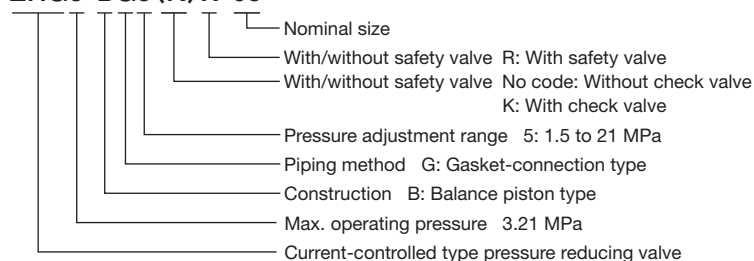 Nominal size
With/without safety valve R: With safety valve
With/without safety valve No code: Without check valve
K: With check valve
Pressure adjustment range 5: 1.5 to 21 MPa
Piping method G: Gasket-connection type
Construction B: Balance piston type
Max. operating pressure 3.21 MPa
Current-controlled type pressure reducing valve